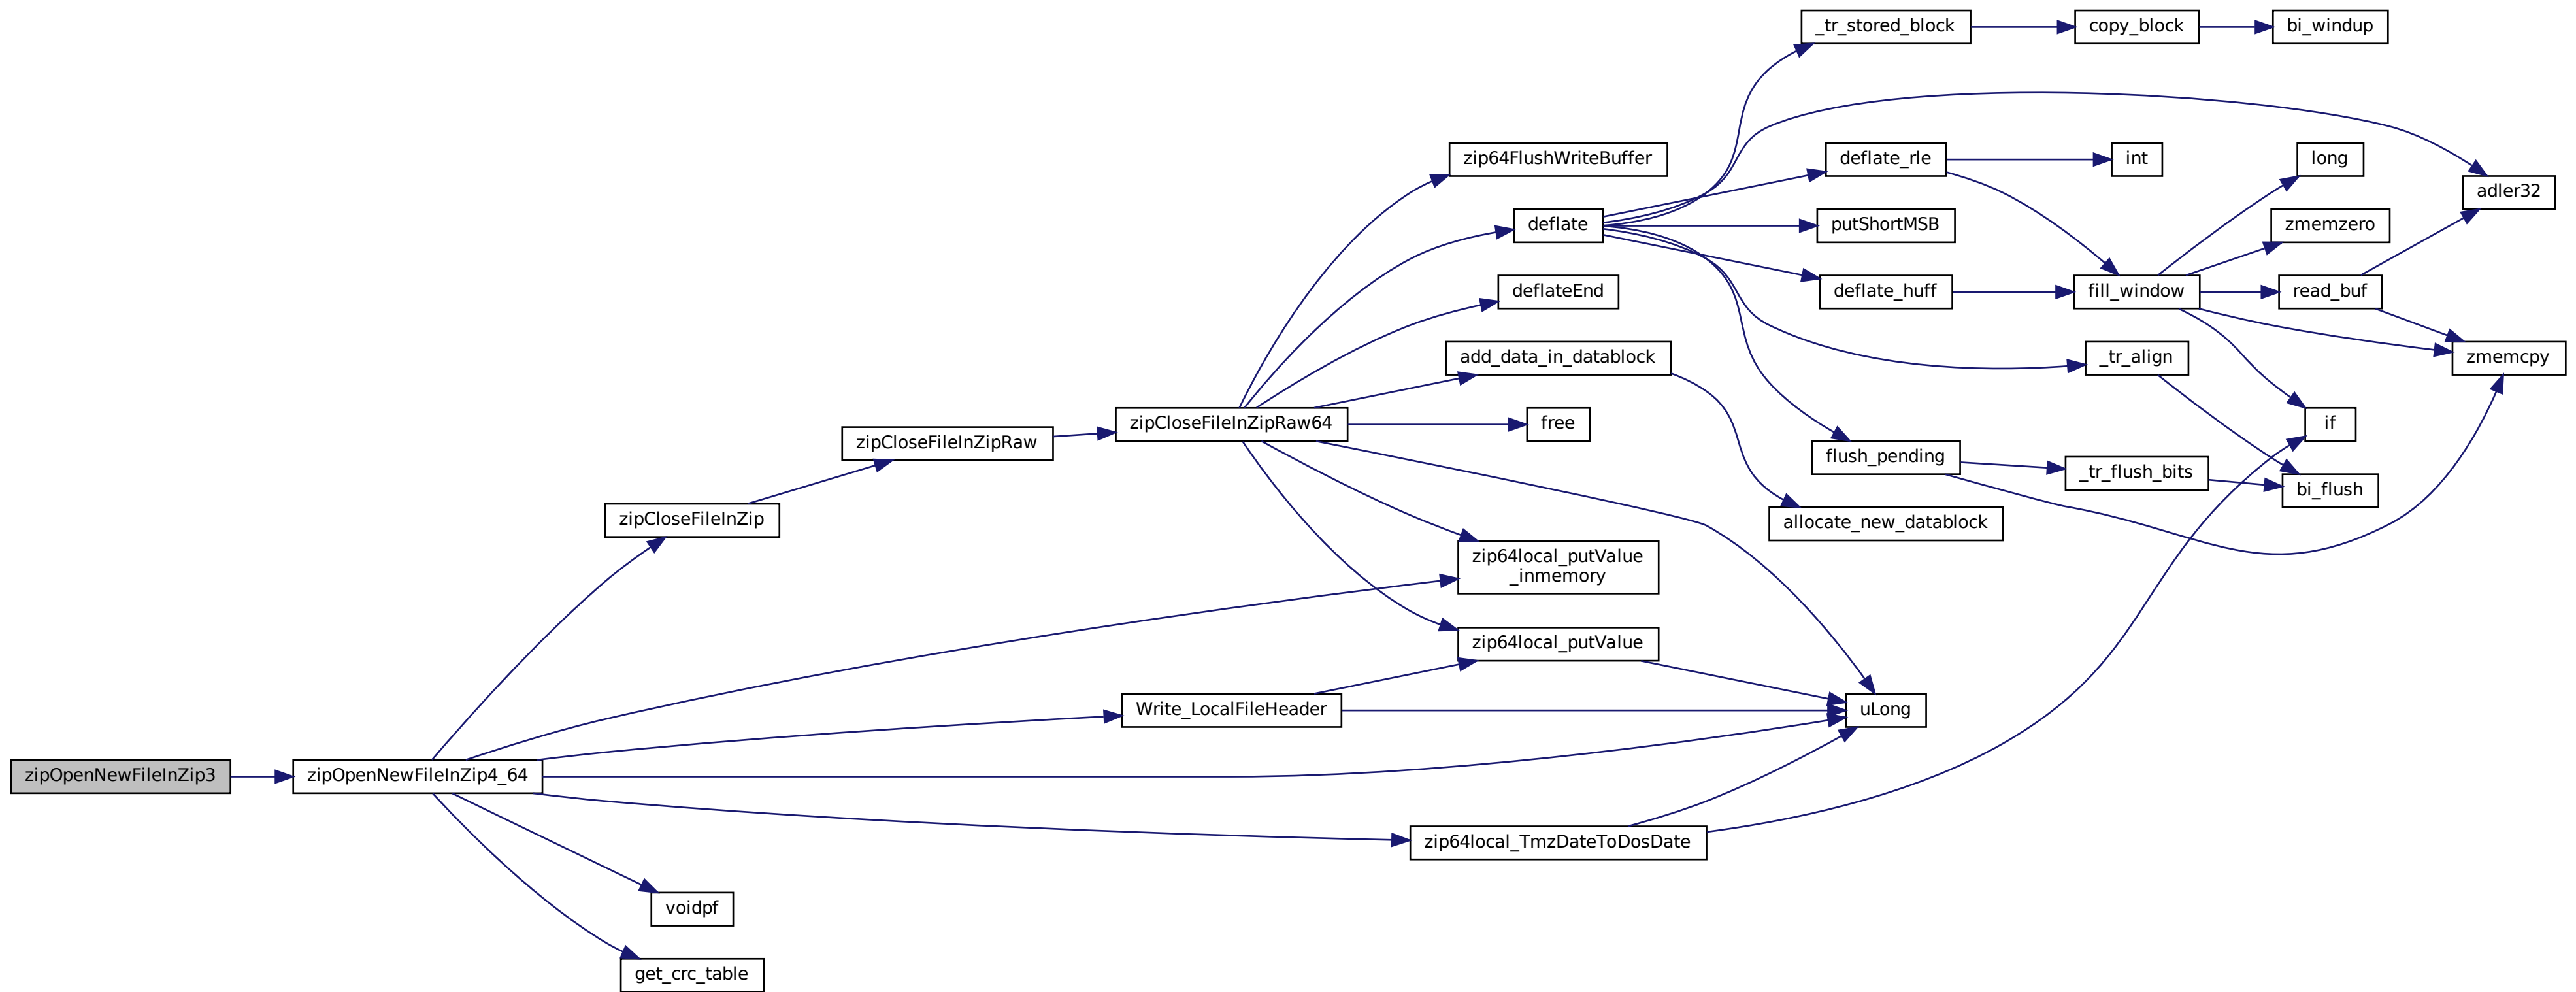 _tr_stored_block
copy_block
bi_windup
zip64FlushWriteBuffer
deflate_rle
int
long
adler32
deflate
putShortMSB
zmemzero
deflateEnd
deflate_huff
fill_window
read_buf
add_data_in_datablock
_tr_align
zmemcpy
zipCloseFileInZipRaw
zipCloseFileInZipRaw64
free
flush_pending
if
_tr_flush_bits
bi_flush
zipCloseFileInZip
allocate_new_datablock
zip64local_putValue
_inmemory
zip64local_putValue
Write_LocalFileHeader
uLong
zipOpenNewFileInZip3
zipOpenNewFileInZip4_64
zip64local_TmzDateToDosDate
voidpf
get_crc_table